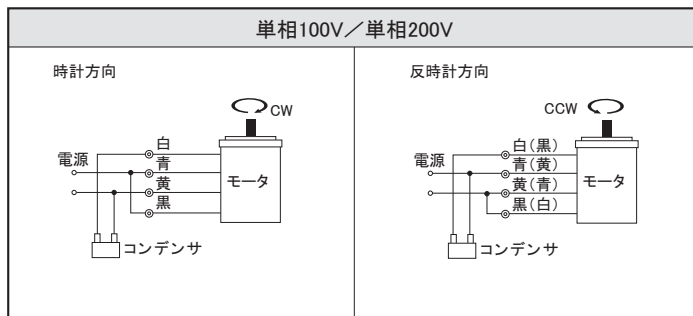 単相100V／単相200V
時計方向
CW
白
電源
青
黄
モータ
黒
コンデンサ
反時計方向
CCW
白(黒)
電源
青(黄)
黄(青)
モータ
黒(白)
コンデンサ